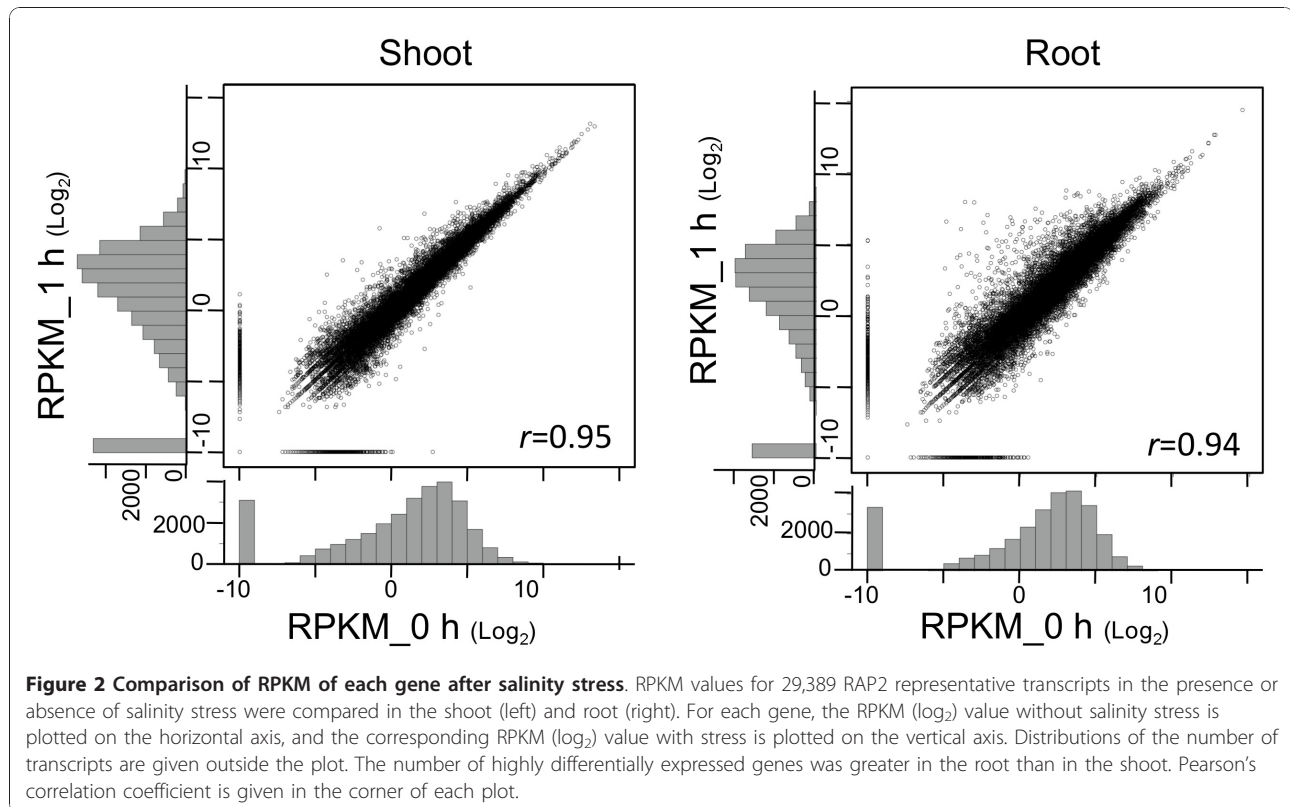 Shoot
Root
RPKM_1 h (Log2)
10
0
-10
2000
0
r=0.95
2000
0
-10
0
10
RPKM_0 h (Log2)
RPKM_1 h (Log2)
10
0
-10
2000
0
r=0.94
2000
0
-10
0
10
RPKM_0 h (Log2)
Figure 2 Comparison of RPKM of each gene after salinity stress. RPKM values for 29,389 RAP2 representative transcripts in the presence or
absence of salinity stress were compared in the shoot (left) and root (right). For each gene, the RPKM (log2) value without salinity stress is
plotted on the horizontal axis, and the corresponding RPKM (log2) value with stress is plotted on the vertical axis. Distributions of the number of
transcripts are given outside the plot. The number of highly differentially expressed genes was greater in the root than in the shoot. Pearson's
correlation coefficient is given in the corner of each plot.